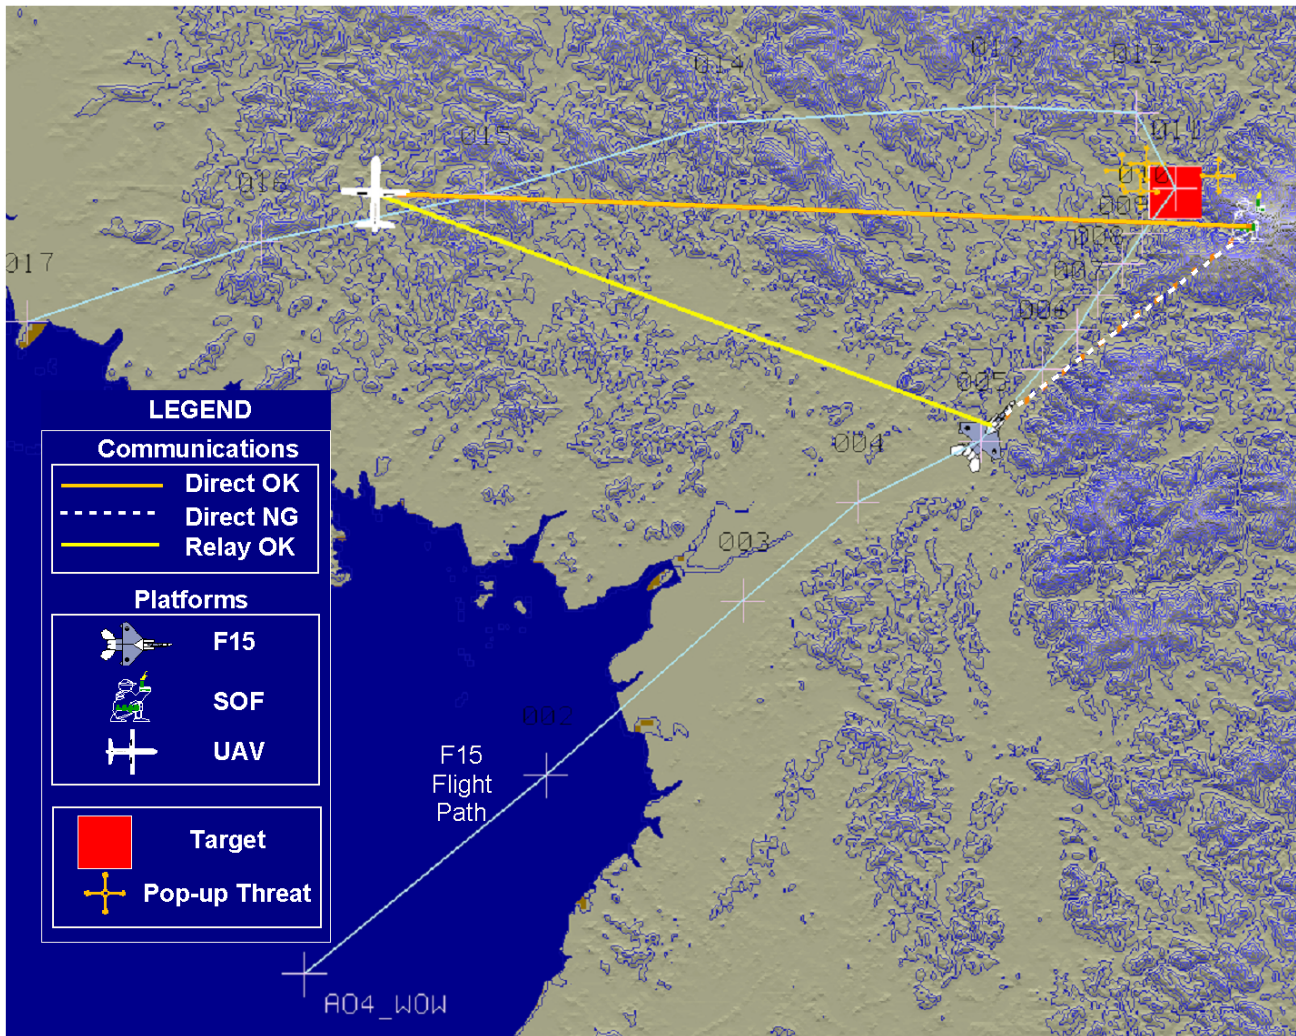 013
012
014
011
015
010
016
009
008
017
007
006
005
004
003
002
F15
Flight
Path
A04_WOW
LEGEND
Communications
Direct OK
Direct NG
Relay OK
Platforms
F15
SOF
UAV
Target
Pop-up Threat